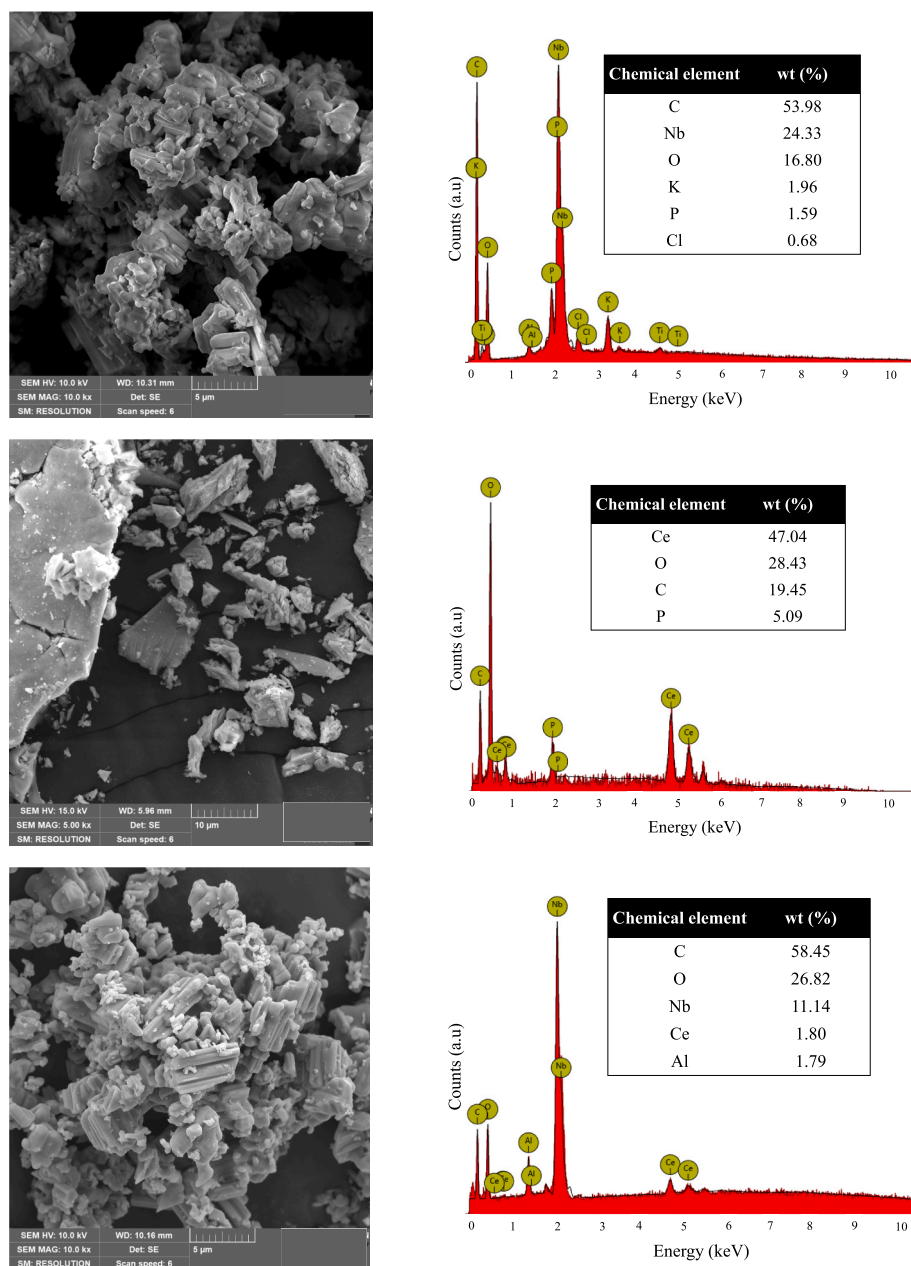 SEM HV: 10.0 kV WD: 10.31 mm
SEM MAG: 10.0 kx Det: SE 5 µm
SM: RESOLUTION Scan speed: 6
Chemical element wt (%)
C 53.98
Nb 24.33
O 16.80
K 1.96
P 1.59
Cl 0.68
Nb
C
P
K
Nb
O
P
K
Cl
Ti
Al
Cl
K
Ti
Ti
Counts (a.u)
0 1 2 3 4 5 6 7 8 9 10
Energy (keV)
SEM HV: 15.0 kV WD: 5.96 mm
SEM MAG: 5.00 kx Det: SE 10 µm
SM: RESOLUTION Scan speed: 6
Chemical element wt (%)
Ce 47.04
O 28.43
C 19.45
P 5.09
O
C
Ce
P
Ce
Ce
P
Counts (a.u)
0 1 2 3 4 5 6 7 8 9 10
Energy (keV)
SEM HV: 10.0 kV WD: 10.16 mm
SEM MAG: 10.0 kx Det: SE 5 µm
SM: RESOLUTION Scan speed: 6
Chemical element wt (%)
C 58.45
O 26.82
Nb 11.14
Ce 1.80
Al 1.79
Nb
Nb
C
O
Al
Al
Ce
Ce
Ce
Counts (a.u)
0 1 2 3 4 5 6 7 8 9 10
Energy (keV)